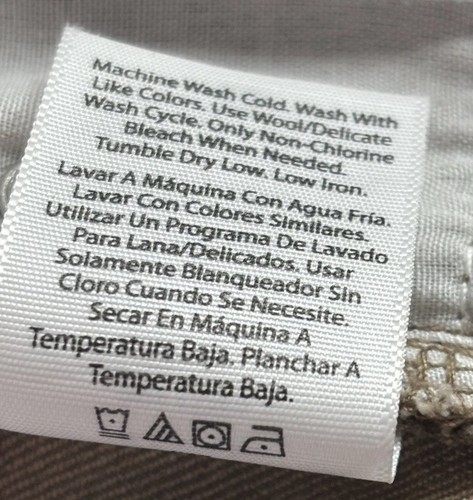 Machine Wash Cold. Wash With
Like Colors. Use Wool/Delicate
Wash Cycle. Only Non-Chlorine
Bleach When Needed.
Tumble Dry Low. Low Iron.
Lavar A Máquina Con Agua Fría.
Lavar Con Colores Similares.
Utilizar Un Programa De Lavado
Para Lana/Delicados. Usar
Solamente Blanqueador Sin
Cloro Cuando Se Necesite.
Secar En Máquina A
Temperatura Baja. Planchar A
Temperatura Baja.